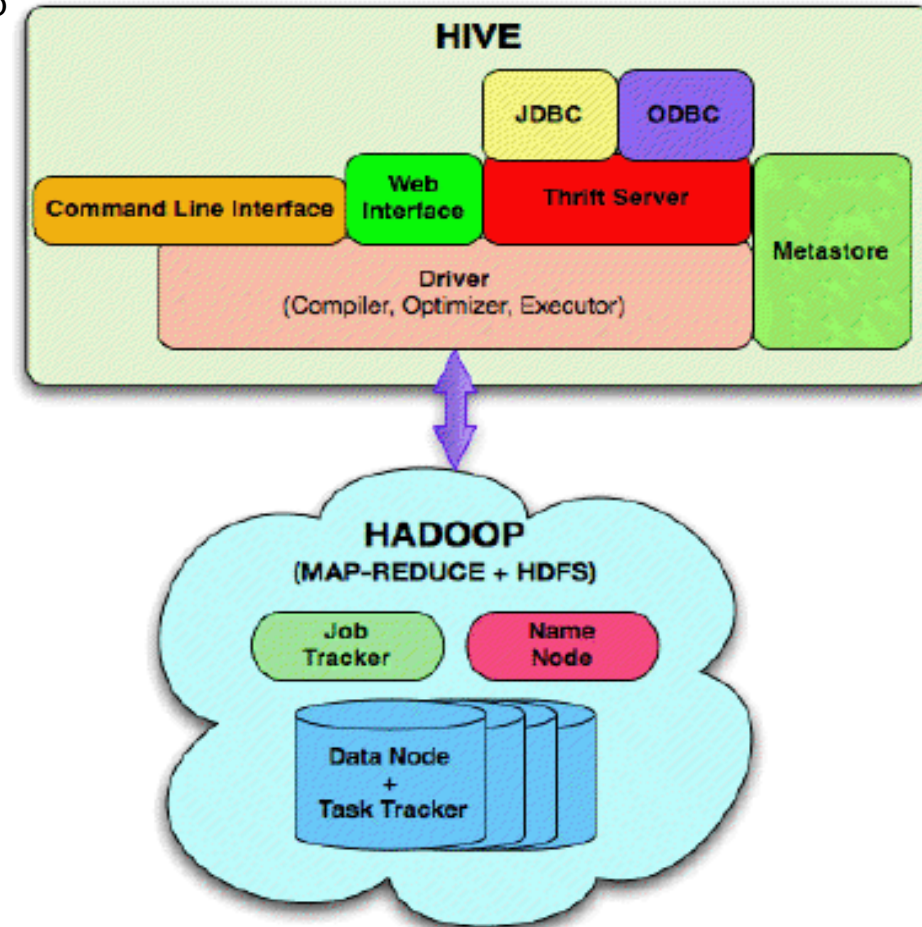 HIVE
JDBC
ODBC
Command Line Interface
Web
Interface
Thrift Server
Metastore
Driver
(Compiler, Optimizer, Executor)
HADOOP
(MAP-REDUCE + HDFS)
Job
Tracker
Name
Node
Data Node
+
Task Tracker